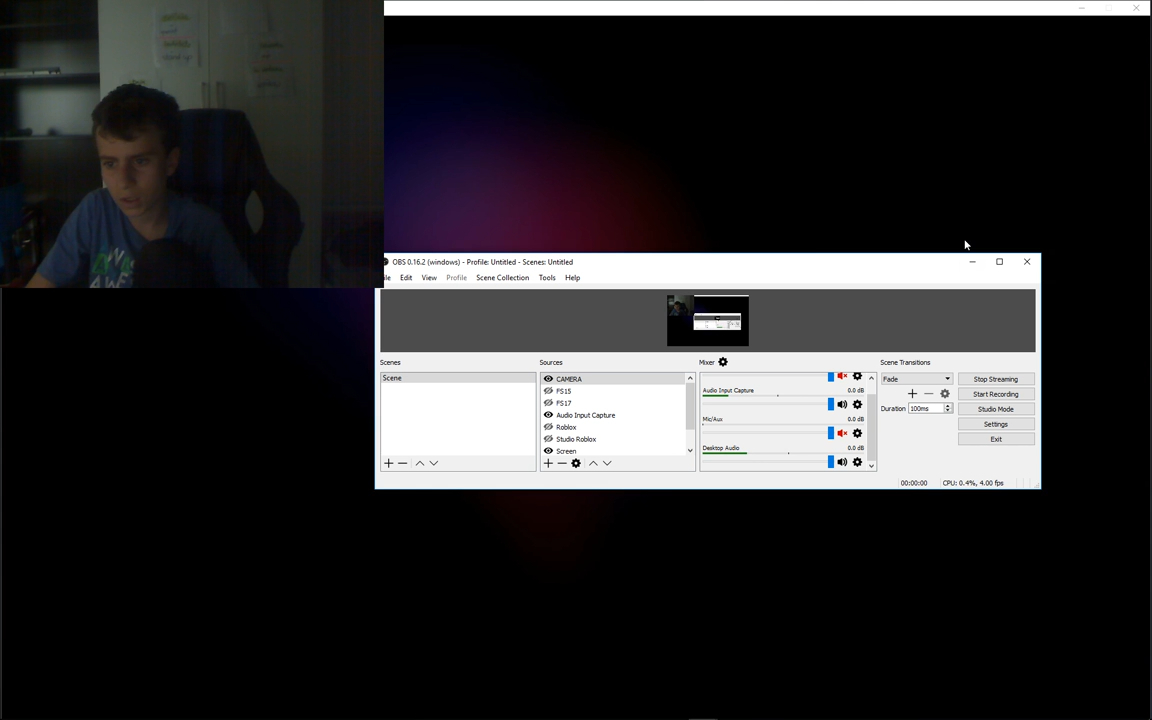 OBS 0.16.2 (windows) - Profile: Untitled - Scenes: Untitled
Edit View Profile Scene Collection Tools Help
Scenes
Sources
Mixer
Scene Transitions
Scene
CAMERA
FS15
FS17
Audio Input Capture
Roblox
Studio Roblox
Screen
Audio Input Capture 0.0 dB
Mic/Aux 0.0 dB
Desktop Audio 0.0 dB
Fade
Duration 100ms
Stop Streaming
Start Recording
Studio Mode
Settings
Exit
00:00:00
CPU: 0.4%, 4.00 fps